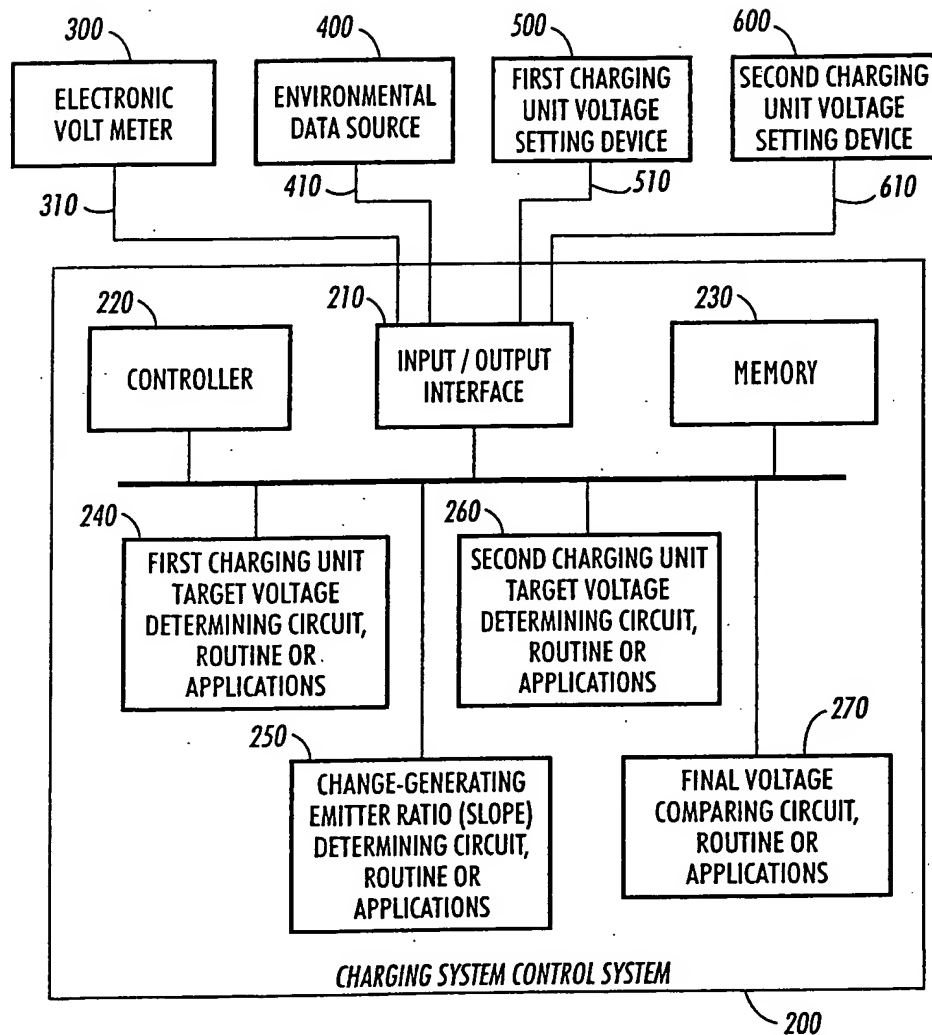 300
400
500
600
ELECTRONIC
VOLT METER
ENVIRONMENTAL
DATA SOURCE
FIRST CHARGING
UNIT VOLTAGE
SETTING DEVICE
SECOND CHARGING
UNIT VOLTAGE
SETTING DEVICE
310
410
510
610
220
210
230
CONTROLLER
INPUT / OUTPUT
INTERFACE
MEMORY
240
260
FIRST CHARGING UNIT
TARGET VOLTAGE
DETERMINING CIRCUIT,
ROUTINE OR
APPLICATIONS
SECOND CHARGING UNIT
TARGET VOLTAGE
DETERMINING CIRCUIT,
ROUTINE OR
APPLICATIONS
250
270
CHANGE-GENERATING
EMITTER RATIO (SLOPE)
DETERMINING CIRCUIT,
ROUTINE OR
APPLICATIONS
FINAL VOLTAGE
COMPARING CIRCUIT,
ROUTINE OR
APPLICATIONS
CHARGING SYSTEM CONTROL SYSTEM
200